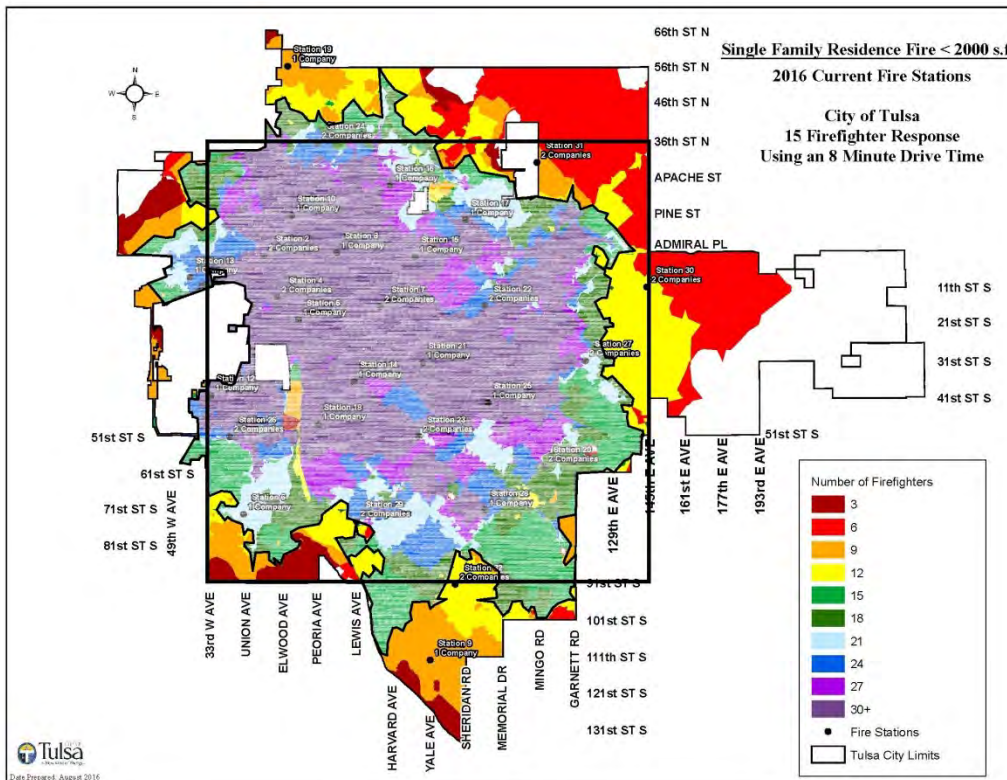 Single Family Residence Fire < 2000 s.f
2016 Current Fire Stations
City of Tulsa
15 Firefighter Response
Using an 8 Minute Drive Time
66th ST N
56th ST N
46th ST N
36th ST N
APACHE ST
PINE ST
ADMIRAL PL
11th ST S
21st ST S
31st ST S
41st ST S
51st ST S
W
N
E
S
Station 19
1 Company
Station 24
2 Companies
Station 31
2 Companies
Station 16
1 Company
Station 10
1 Company
Station 17
1 Company
Station 2
2 Companies
Station 3
1 Company
Station 15
1 Company
Station 13
1 Company
Station 30
2 Companies
Station 4
2 Companies
Station 7
2 Companies
Station 22
2 Companies
Station 5
1 Company
Station 21
1 Company
Station 27
2 Companies
Station 14
1 Company
Station 12
1 Company
Station 25
1 Company
Station 18
1 Company
Station 26
2 Companies
Station 23
2 Companies
Station 20
2 Companies
Station 6
1 Company
Station 29
2 Companies
Station 28
1 Company
2 Companies
Station 9
1 Company
51st ST S
61st ST S
71st ST S
81st ST S
49th W AVE
33rd W AVE
UNION AVE
ELWOOD AVE
PEORIA AVE
LEWIS AVE
HARVARD AVE
YALE AVE
SHERIDAN RD
MEMORIAL DR
MINGO RD
GARNETT RD
129th E AVE
145th E AVE
161st E AVE
177th E AVE
193rd E AVE
91st ST S
101st ST S
111th ST S
121st ST S
131st ST S
Number of Firefighters
3
6
9
12
15
18
21
24
27
30+
Fire Stations
Tulsa City Limits
Tulsa
Date Prepared: August 2016